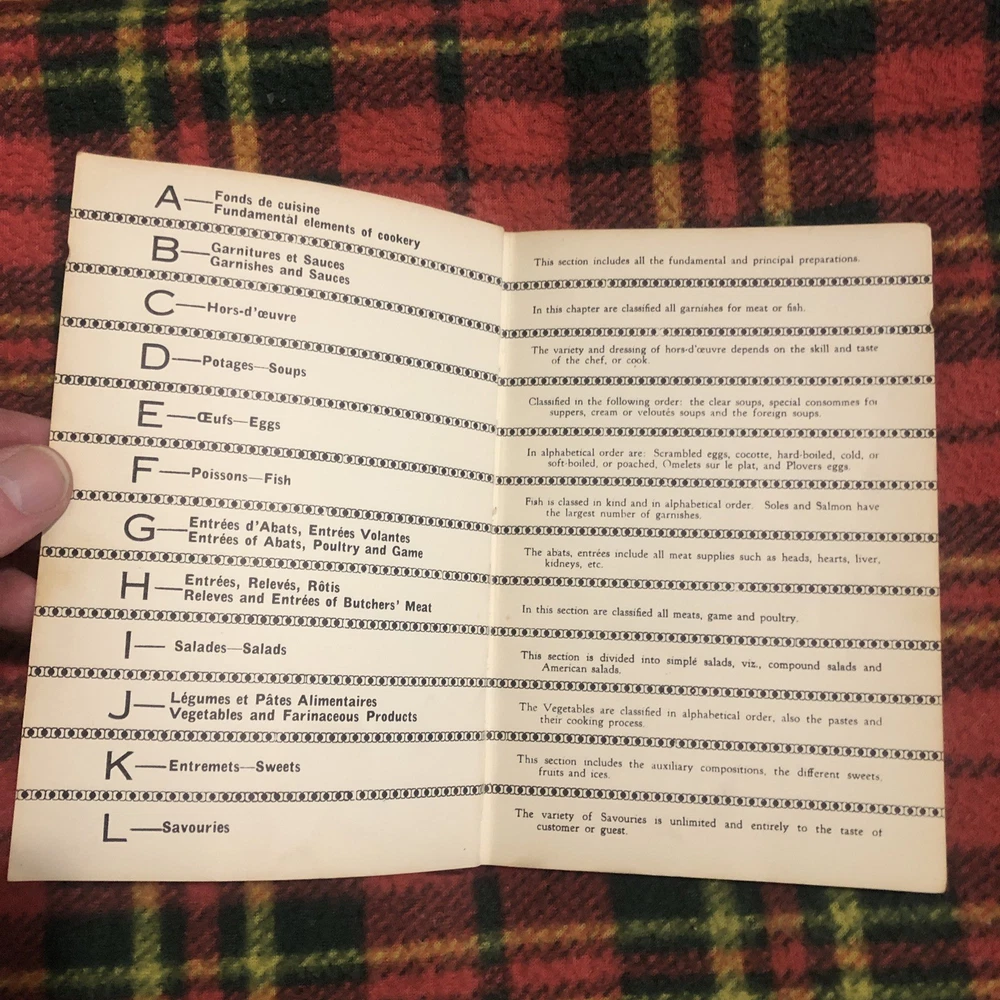 A—Fonds de cuisine
Fundamental elements of cookery
B—Garnitures et Sauces
Garnishes and Sauces
C—Hors-d'œuvre
D—Potages—Soups
E—Œufs—Eggs
F—Poissons—Fish
G—Entrées d'Abats, Entrées Volantes
Entrées of Abats, Poultry and Game
H—Entrées, Relevés, Rôtis
Releves and Entrées of Butchers' Meat
I—Salades—Salads
J—Légumes et Pâtes Alimentaires
Vegetables and Farinaceous Products
K—Entremets—Sweets
L—Savouries
This section includes all the fundamental and principal preparations.
In this chapter are classified all garnishes for meat or fish.
The variety and dressing of hors-d'œuvre depends on the skill and taste
of the chef, or cook.
Classified in the following order: the clear soups, special consommes for
suppers, cream or veloutés soups and the foreign soups.
In alphabetical order are: Scrambled eggs, cocotte, hard-boiled, cold, or
soft-boiled, or poached, Omelets sur le plat, and Plovers eggs.
Fish is classed in kind and in alphabetical order. Soles and Salmon have
the largest number of garnishes.
The abats, entrées include all meat supplies such as heads, hearts, liver,
kidneys, etc.
In this section are classified all meats, game and poultry.
This section is divided into simple salads, viz., compound salads and
American salads.
The Vegetables are classified in alphabetical order, also the pastes and
their cooking process.
This section includes the auxiliary compositions, the different sweets,
fruits and ices.
The variety of Savouries is unlimited and entirely to the taste of
customer or guest.